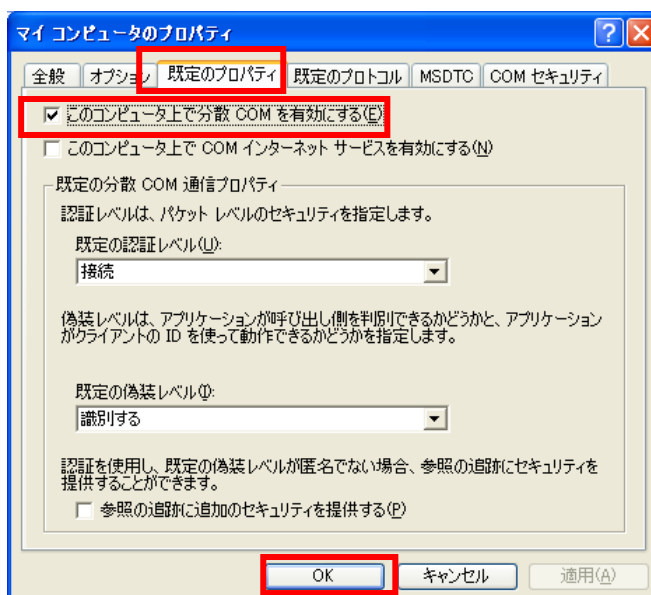 マイ コンピュータのプロパティ
全般 オプション 既定のプロパティ 既定のプロトコル MSDTC COM セキュリティ
このコンピュータ上で分散 COM を有効にする(E)
このコンピュータ上で COM インターネット サービスを有効にする(N)
既定の分散 COM 通信プロパティ
認証レベルは、パケット レベルのセキュリティを指定します。
既定の認証レベル(U):
接続
偽装レベルは、アプリケーションが呼び出し側を判別できるかどうかと、アプリケーション
がクライアントの ID を使って動作できるかどうかを指定します。
既定の偽装レベル(I):
識別する
認証を使用し、既定の偽装レベルが匿名でない場合、参照の追跡にセキュリティを
提供することができます。
参照の追跡に追加のセキュリティを提供する(P)
OK キャンセル 適用(A)